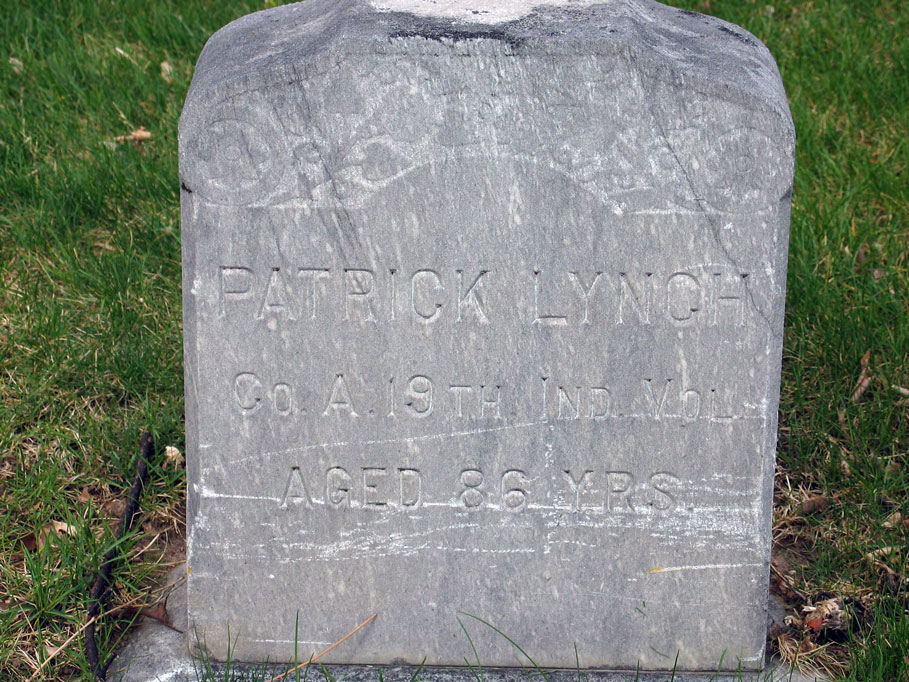 PATRICK LYNCH
CO. A. 19TH. IND. VOL.
AGED 86 YRS.